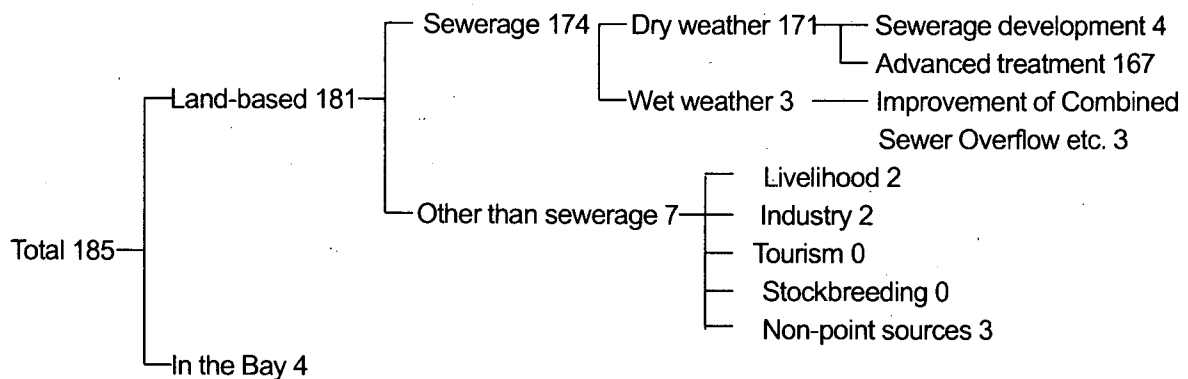 Sewerage 174
Dry weather 171
Sewerage development 4
Advanced treatment 167
Land-based 181
Wet weather 3
Improvement of Combined
Sewer Overflow etc. 3
Livelihood 2
Other than sewerage 7
Industry 2
Total 185
Tourism 0
Stockbreeding 0
Non-point sources 3
In the Bay 4